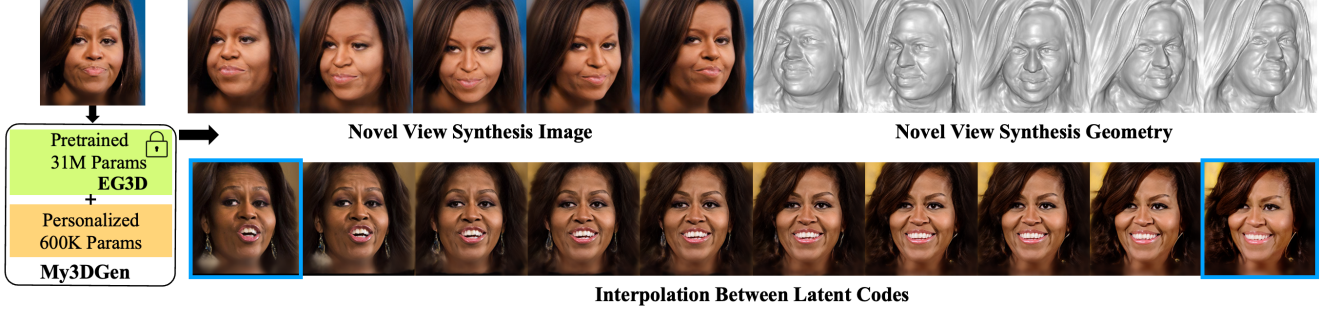 Pretrained
31M Params
EG3D
+
Personalized
600K Params
My3DGen
Novel View Synthesis Image
Novel View Synthesis Geometry
Interpolation Between Latent Codes